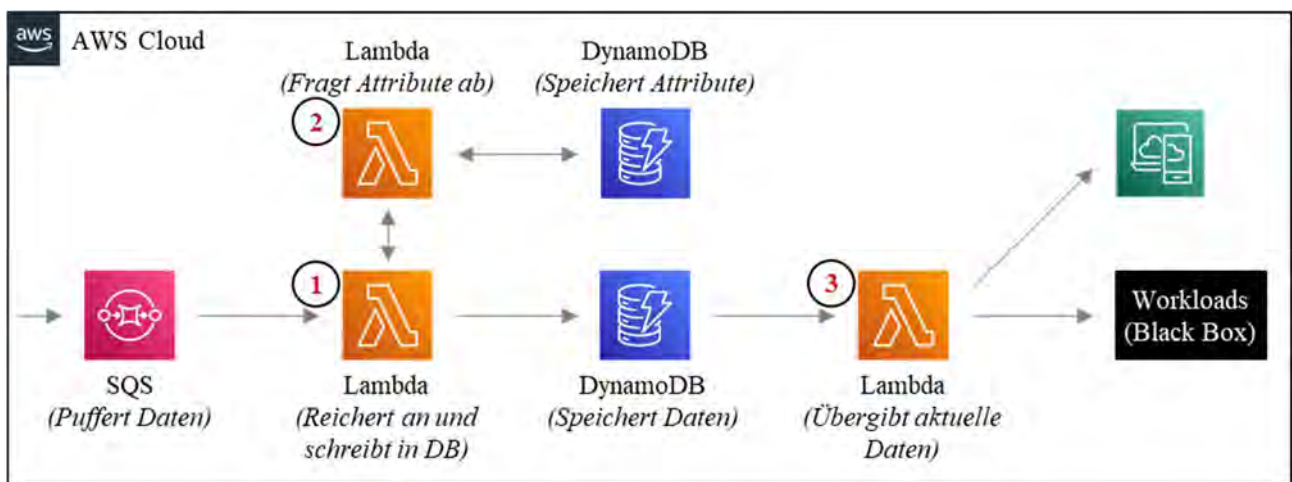 aws
AWS Cloud
Lambda
(Fragt Attribute ab)
DynamoDB
(Speichert Attribute)
2
1
3
Workloads
(Black Box)
SQS
(Puffert Daten)
Lambda
(Reichert an und
schreibt in DB)
DynamoDB
(Speichert Daten)
Lambda
(Übergibt aktuelle
Daten)